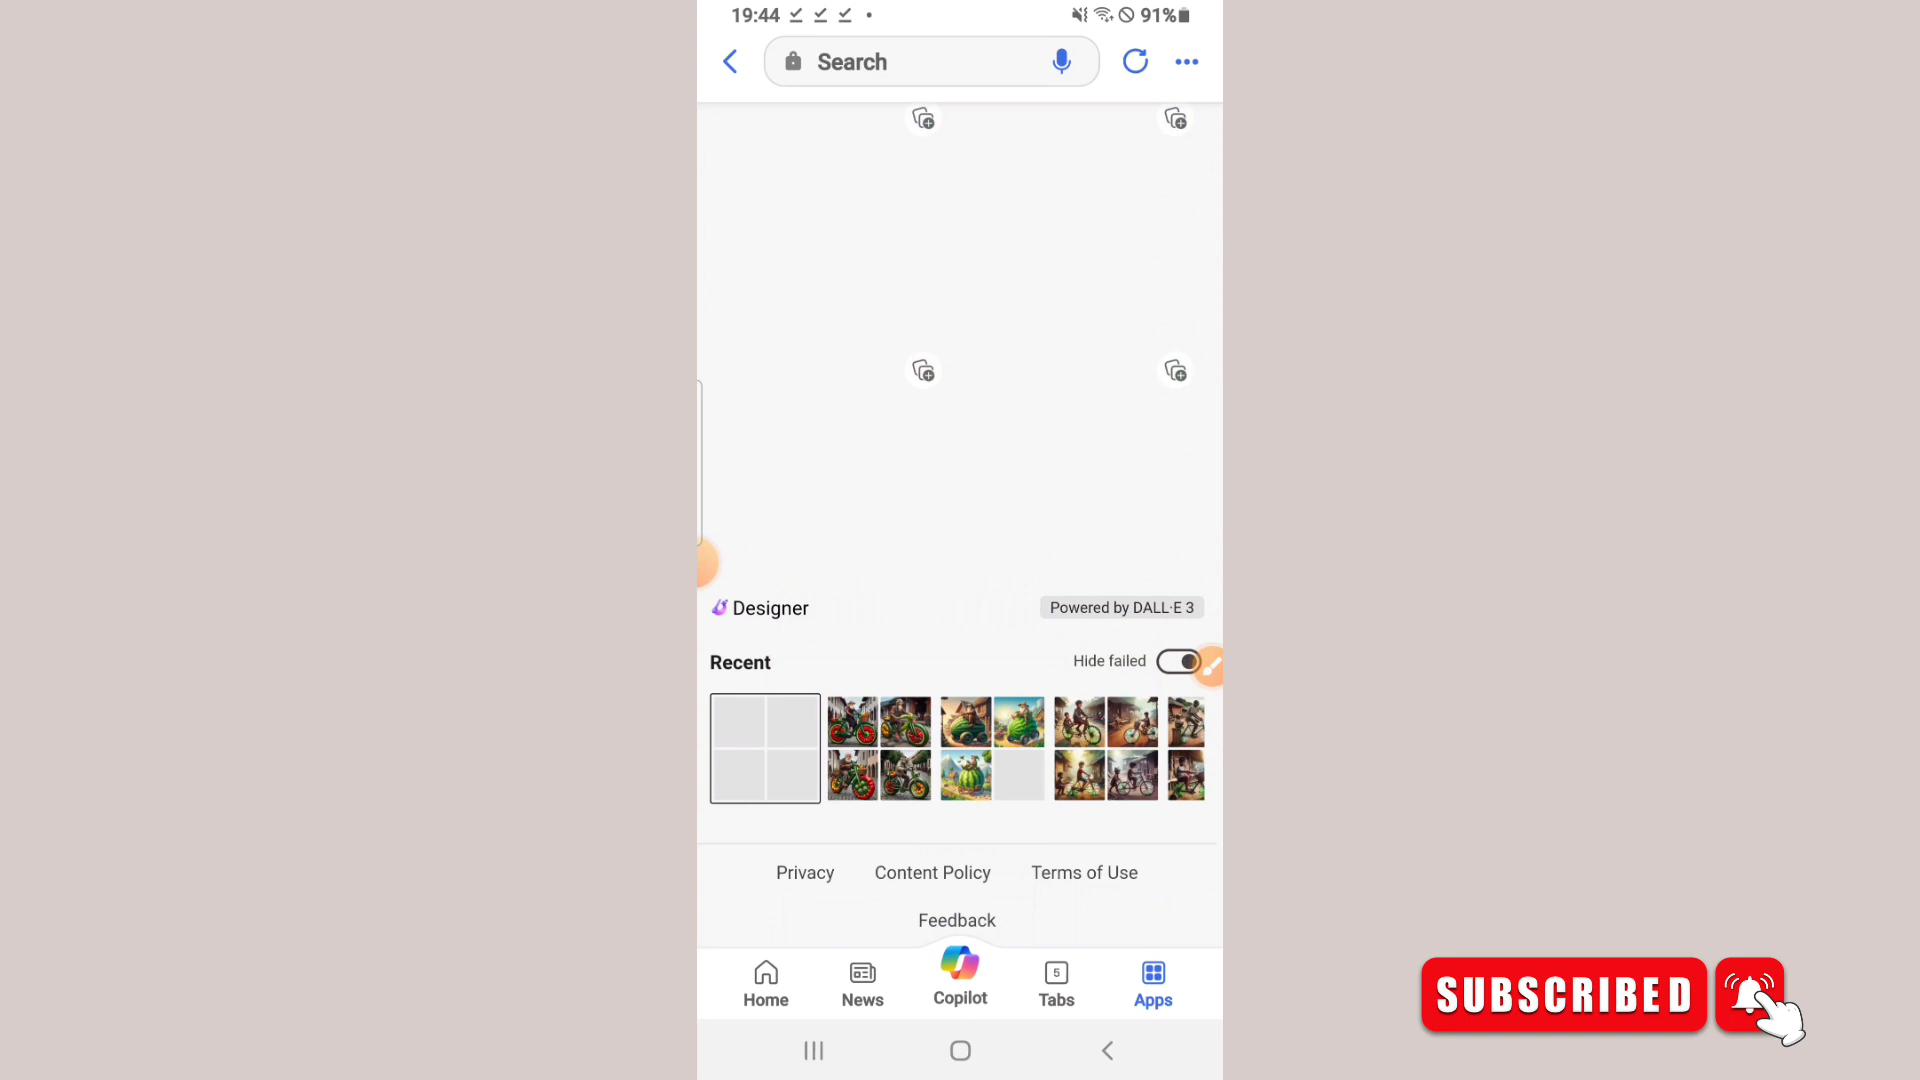 19:44 91%
Search
Designer Powered by DALL·E 3
Recent Hide failed
Privacy Content Policy Terms of Use
Feedback
5
Home News Copilot Tabs Apps
SUBSCRIBED